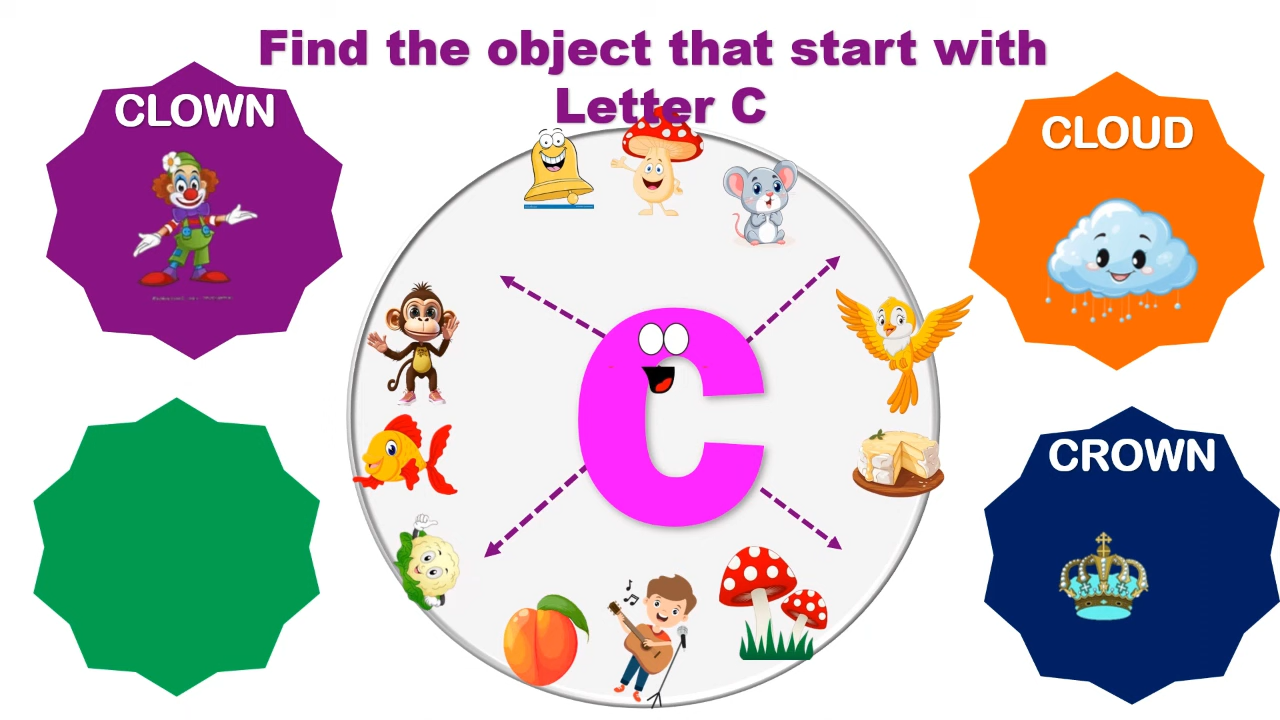 Find the object that start with
Letter C
CLOWN
CLOUD
C
CROWN